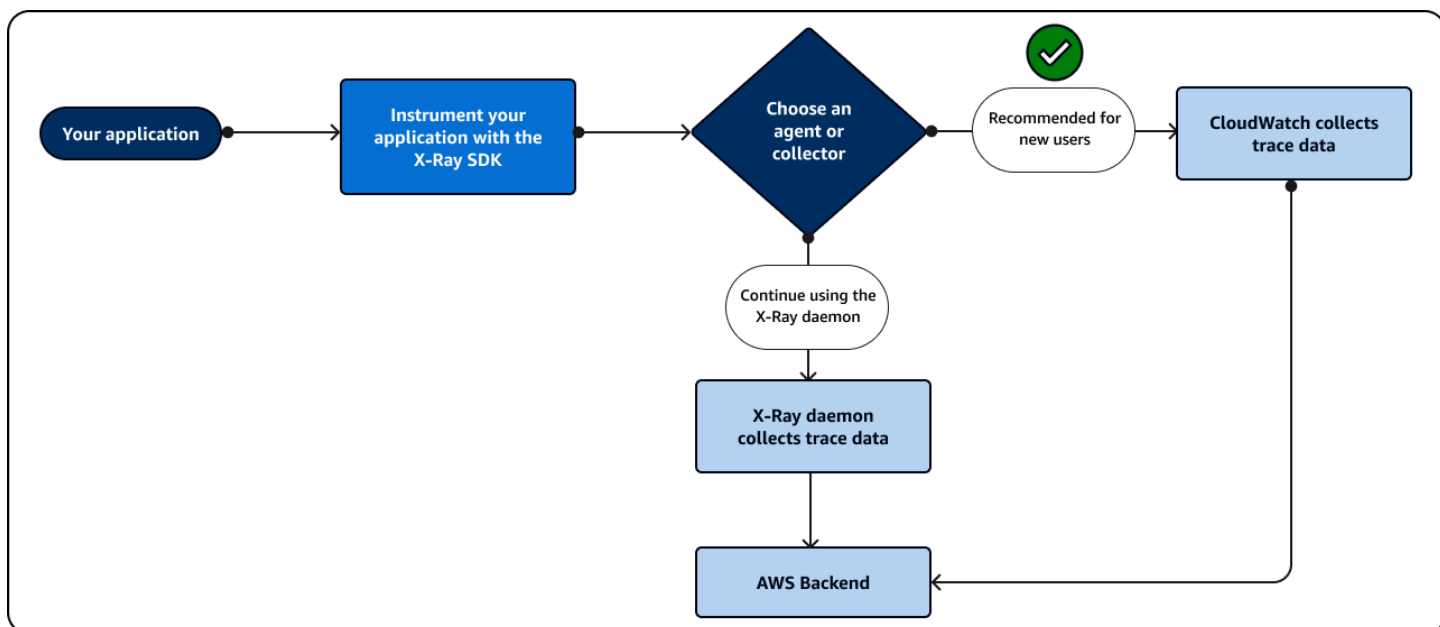 Your application
Instrument your
application with the
X-Ray SDK
Choose an
agent or
collector
Recommended for
new users
CloudWatch collects
trace data
Continue using the
X-Ray daemon
X-Ray daemon
collects trace data
AWS Backend